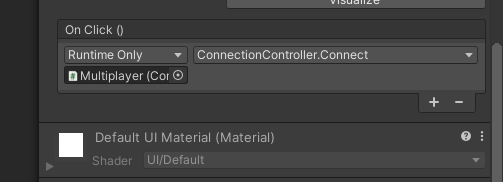 Visualize
On Click ()
Runtime Only
ConnectionController.Connect
Multiplayer (Cor
Default UI Material (Material)
Shader
UI/Default